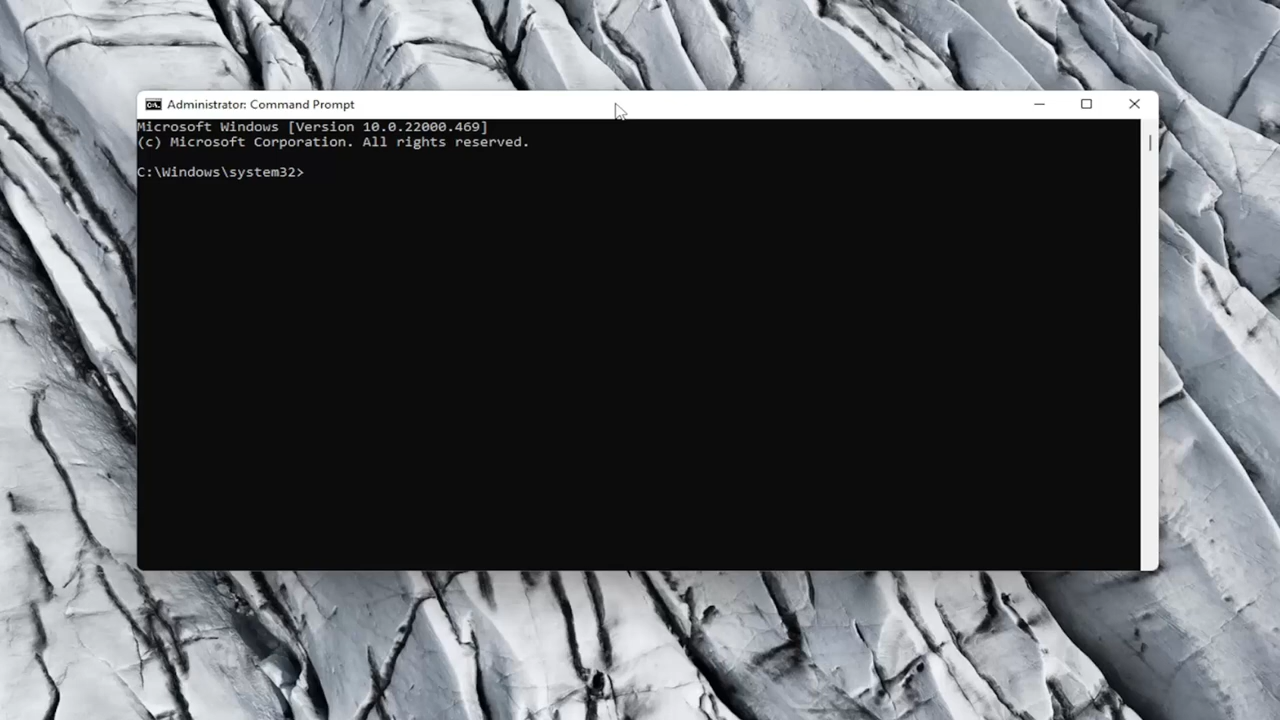 Administrator: Command Prompt
Microsoft Windows [Version 10.0.22000.469]
(c) Microsoft Corporation. All rights reserved.
C:\Windows\system32>